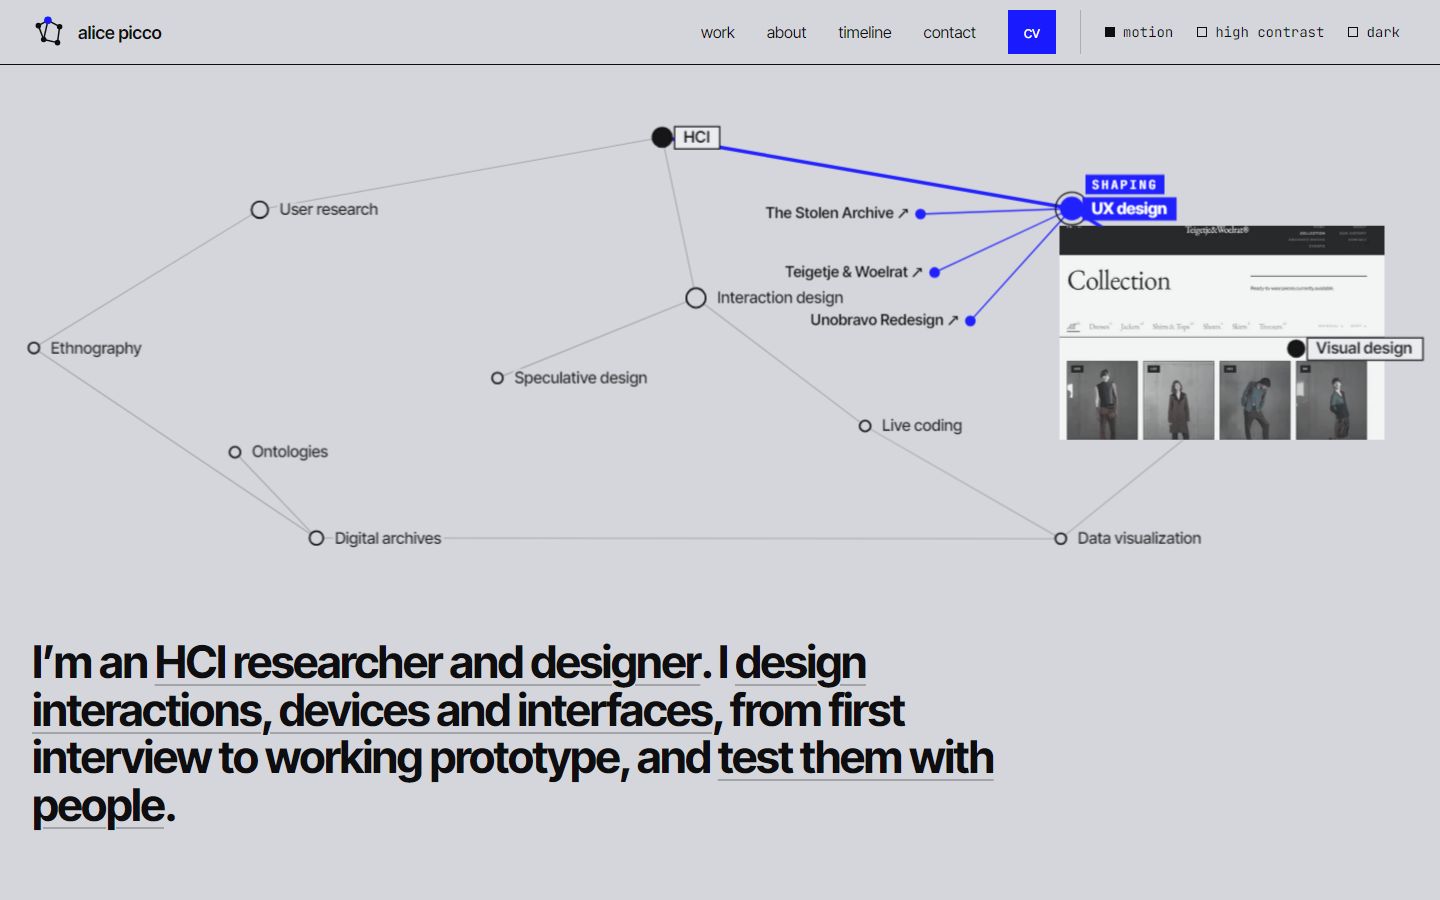 alice picco
work
about
timeline
contact
cv
motion
high contrast
dark
HCI
SHAPING
UX design
User research
The Stolen Archive ↗
Teigetje&Woelrat®
Teigetje & Woelrat ↗
Collection
Interaction design
Unobravo Redesign ↗
Ethnography
Visual design
Speculative design
Live coding
Ontologies
Digital archives
Data visualization
I’m an HCI researcher and designer. I design
interactions, devices and interfaces, from first
interview to working prototype, and test them with
people.